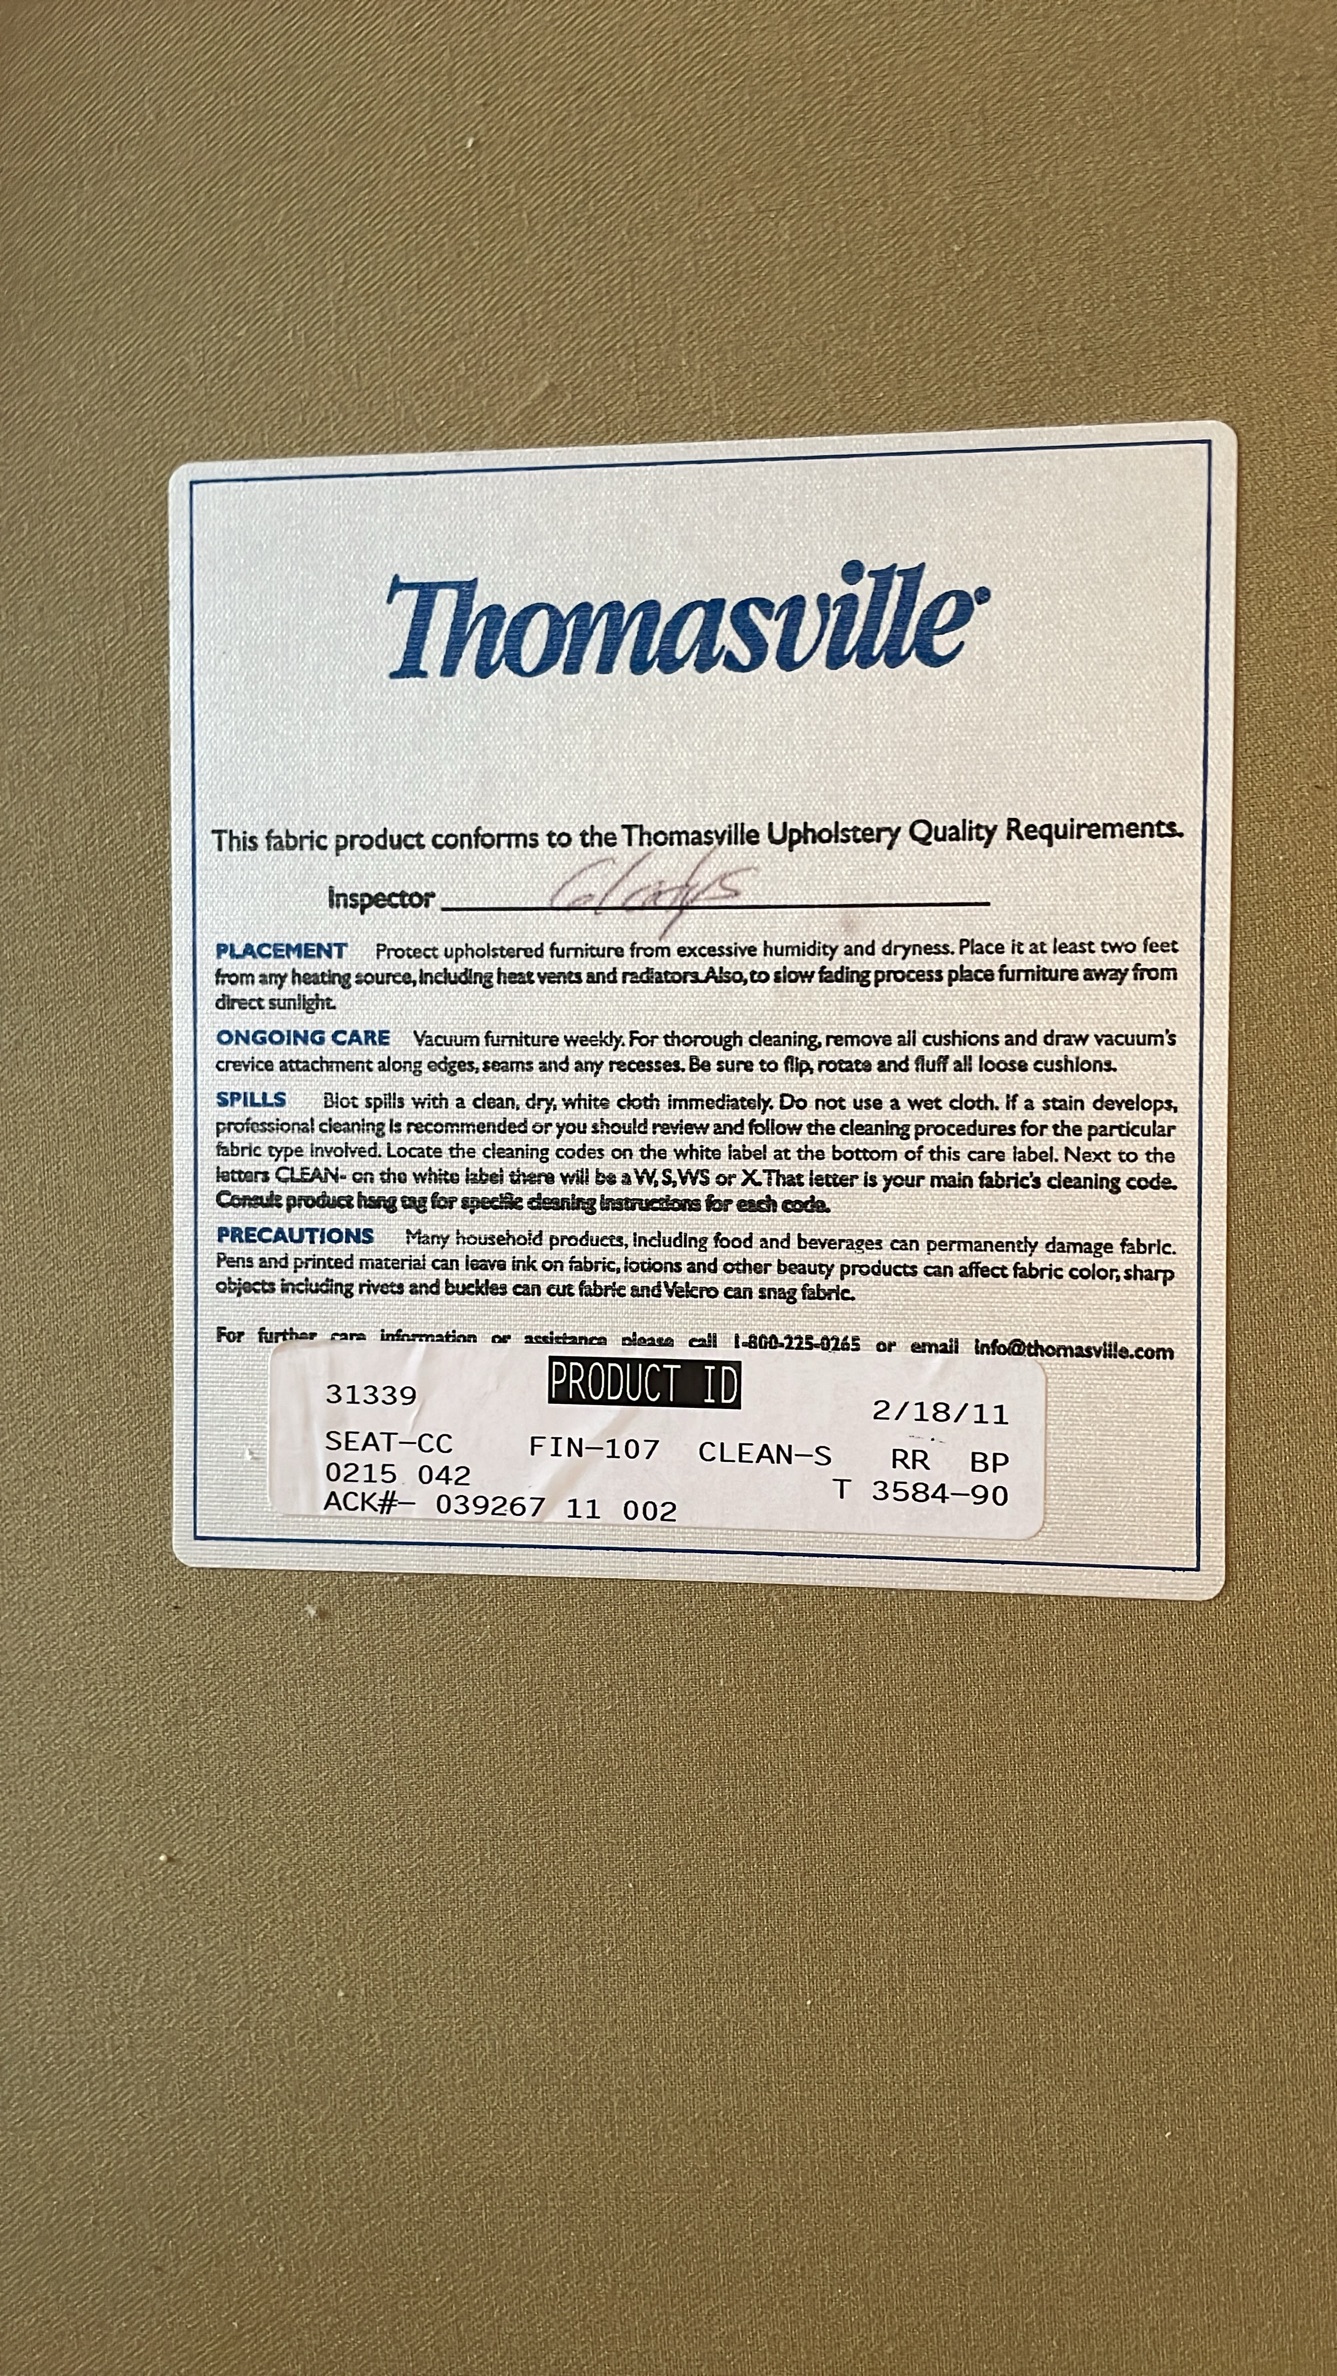 Thomasville®
This fabric product conforms to the Thomasville Upholstery Quality Requirements.
Inspector Gladys
PLACEMENT Protect upholstered furniture from excessive humidity and dryness. Place it at least two feet
from any heating source, including heat vents and radiators. Also, to slow fading process place furniture away from
direct sunlight.
ONGOING CARE Vacuum furniture weekly. For thorough cleaning, remove all cushions and draw vacuum's
crevice attachment along edges, seams and any recesses. Be sure to flip, rotate and fluff all loose cushions.
SPILLS Blot spills with a clean, dry, white cloth immediately. Do not use a wet cloth. If a stain develops,
professional cleaning is recommended or you should review and follow the cleaning procedures for the particular
fabric type involved. Locate the cleaning codes on the white label at the bottom of this care label. Next to the
letters CLEAN- on the white label there will be a W, S, WS or X. That letter is your main fabric's cleaning code.
Consult product hang tag for specific cleaning instructions for each code.
PRECAUTIONS Many household products, including food and beverages can permanently damage fabric.
Pens and printed material can leave ink on fabric, lotions and other beauty products can affect fabric color, sharp
objects including rivets and buckles can cut fabric and Velcro can snag fabric.
For further care information or assistance please call 1-800-225-0265 or email info@thomasville.com
31339 PRODUCT ID 2/18/11
SEAT-CC FIN-107 CLEAN-S RR BP
0215 042 T 3584-90
ACK#- 039267 11 002